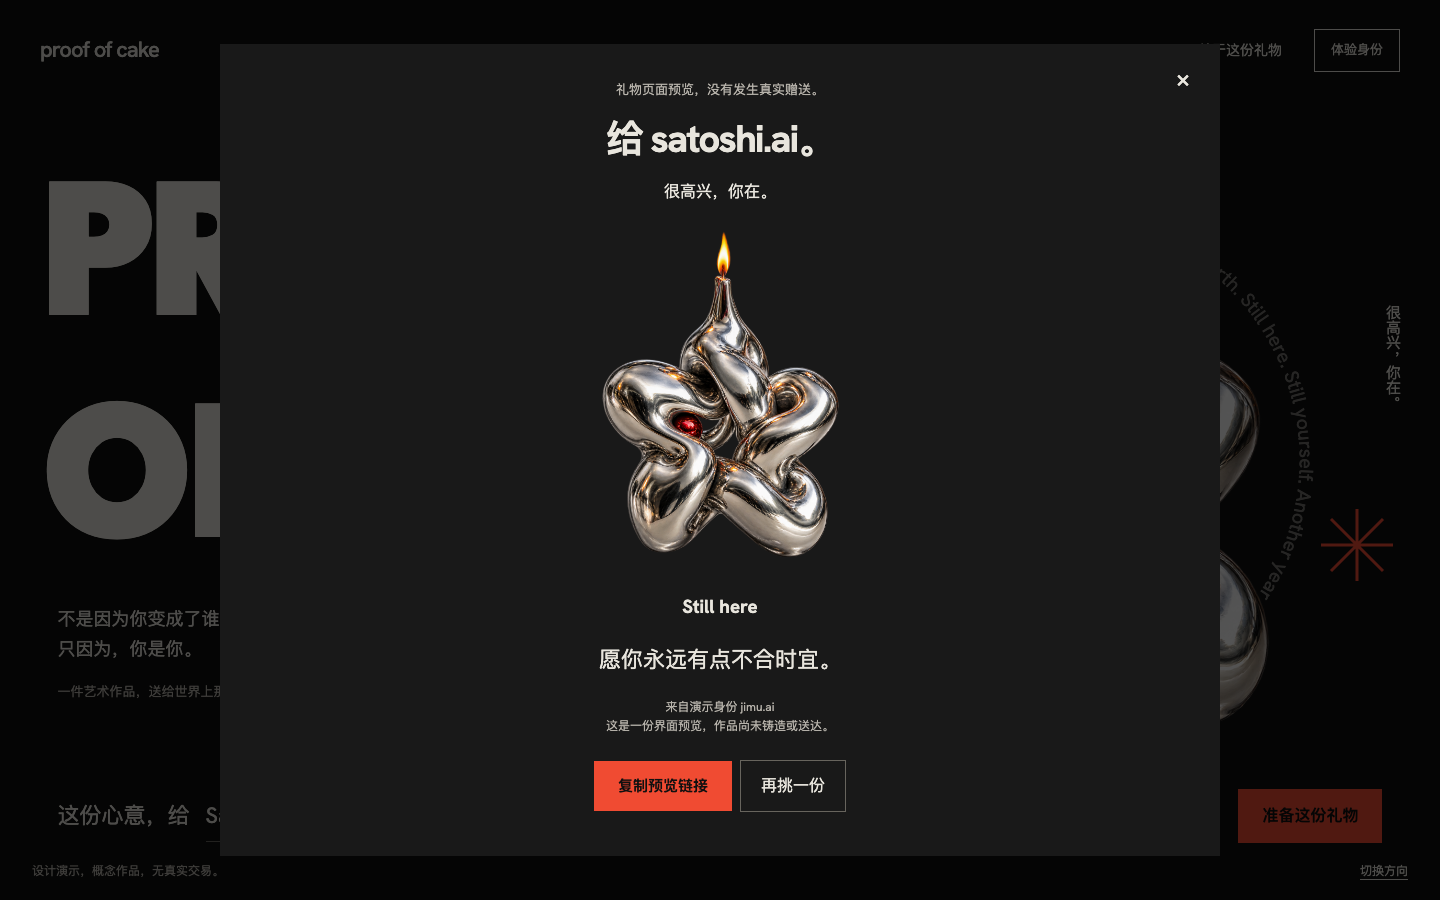 proof of cake
于这份礼物
体验身份
礼物页面预览，没有发生真实赠送。
给 satoshi.ai。
很高兴，你在。
PR
O
rth. Still here. Still yourself. Another year
很高兴，你在。
Still here
不是因为你变成了谁
只因为，你是你。
愿你永远有点不合时宜。
一件艺术作品，送给世界上那
来自演示身份 jimu.ai
这是一份界面预览，作品尚未铸造或送达。
复制预览链接
再挑一份
这份心意，给 Sa
准备这份礼物
设计演示，概念作品，无真实交易。
切换方向